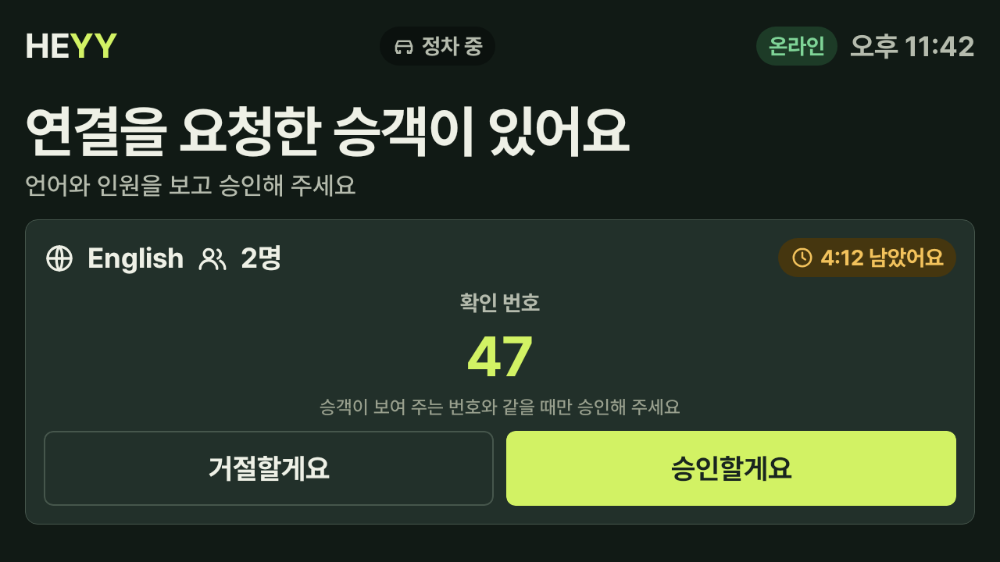 HEYY
정차 중
온라인 오후 11:42
연결을 요청한 승객이 있어요
언어와 인원을 보고 승인해 주세요
English 2명
4:12 남았어요
확인 번호
47
승객이 보여 주는 번호와 같을 때만 승인해 주세요
거절할게요
승인할게요